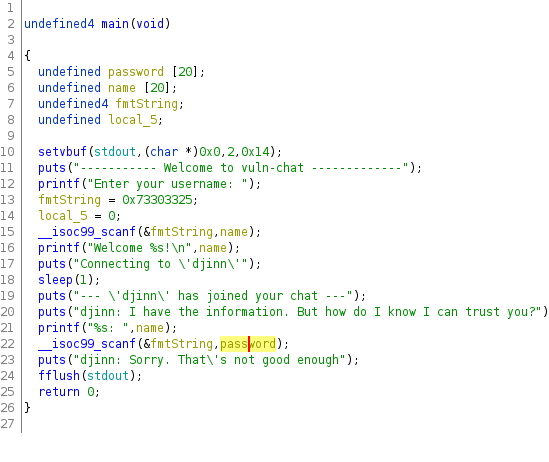 1
2 undefined4 main(void)
3
4 {
5 undefined password [20];
6 undefined name [20];
7 undefined4 fmtString;
8 undefined local_5;
9
10 setvbuf(stdout,(char *)0x0,2,0x14);
11 puts("----------- Welcome to vuln-chat -------------");
12 printf("Enter your username: ");
13 fmtString = 0x73303325;
14 local_5 = 0;
15 __isoc99_scanf(&fmtString,name);
16 printf("Welcome %s!\n",name);
17 puts("Connecting to \'djinn\'");
18 sleep(1);
19 puts("--- \'djinn\' has joined your chat ---");
20 puts("djinn: I have the information. But how do I know I can trust you?")
21 printf("%s: ",name);
22 __isoc99_scanf(&fmtString,password);
23 puts("djinn: Sorry. That\'s not good enough");
24 fflush(stdout);
25 return 0;
26 }
27